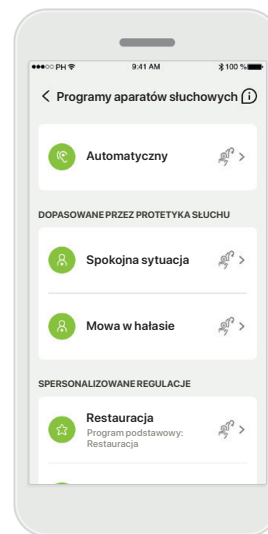 PH 9:41 AM 100 %
Programy aparatów słuchowych
Automatyczny
DOPASOWANE PRZEZ PROTETYKA SŁUCHU
Spokojna sytuacja
Mowa w hałasie
SPERSONALIZOWANE REGULACJE
Restauracja
Program podstawowy:
Restauracja